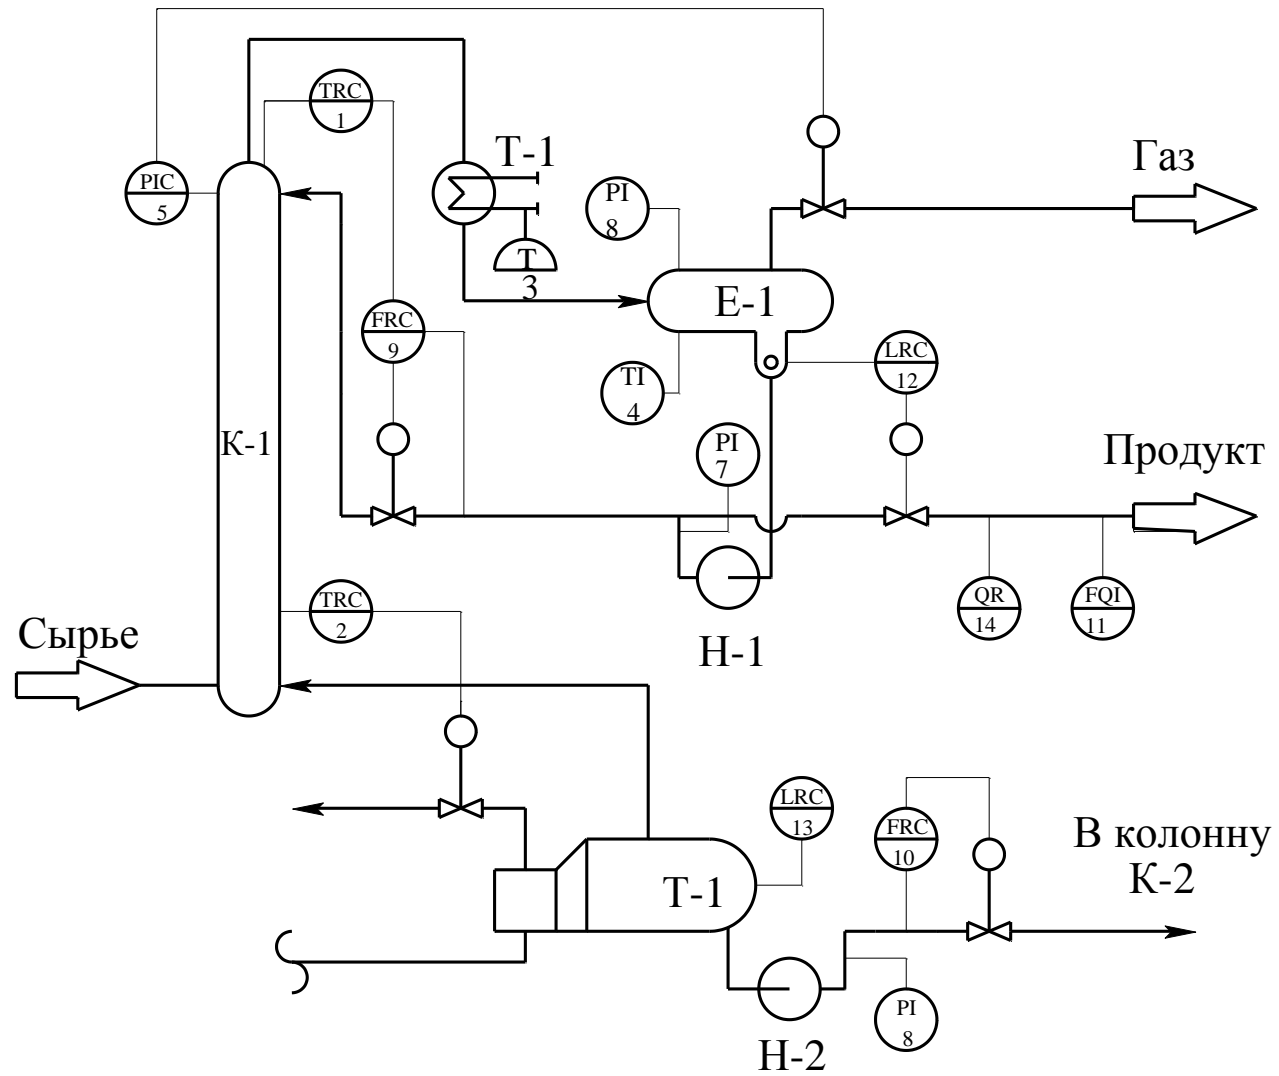 TRC
1
Т-1
Газ
PIC
5
PI
8
T
3
E-1
FRC
9
LRC
12
TI
4
К-1
PI
7
Продукт
TRC
2
QR
14
FQI
11
Сырье
Н-1
LRC
13
FRC
10
В колонну
К-2
Т-1
PI
8
Н-2